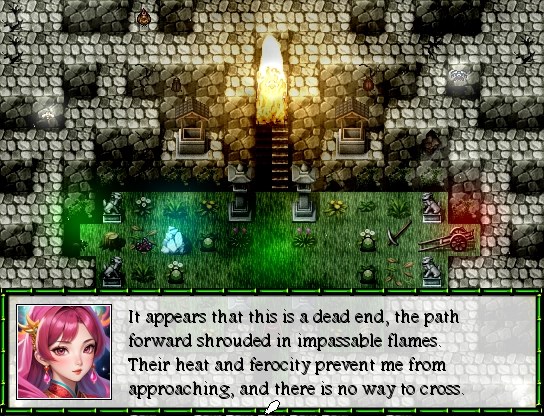 It appears that this is a dead end, the path
forward shrouded in impassable flames.
Their heat and ferocity prevent me from
approaching, and there is no way to cross.